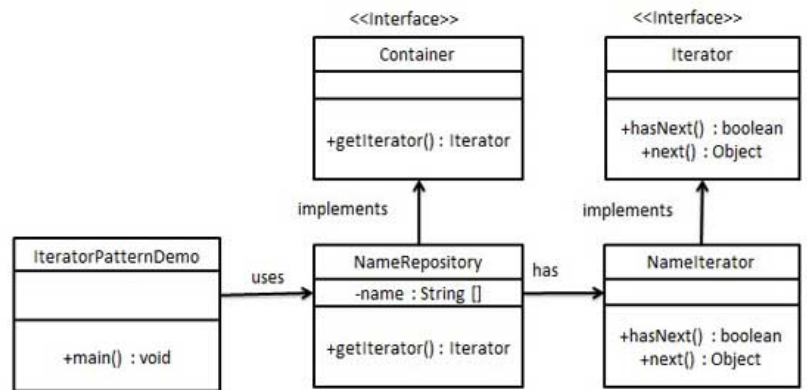 <<Interface>>
Container
+getIterator() : Iterator
<<Interface>>
Iterator
+hasNext() : boolean
+next() : Object
implements
implements
IteratorPatternDemo
+main() : void
uses
NameRepository
-name : String []
+getIterator() : Iterator
has
NameIterator
+hasNext() : boolean
+next() : Object